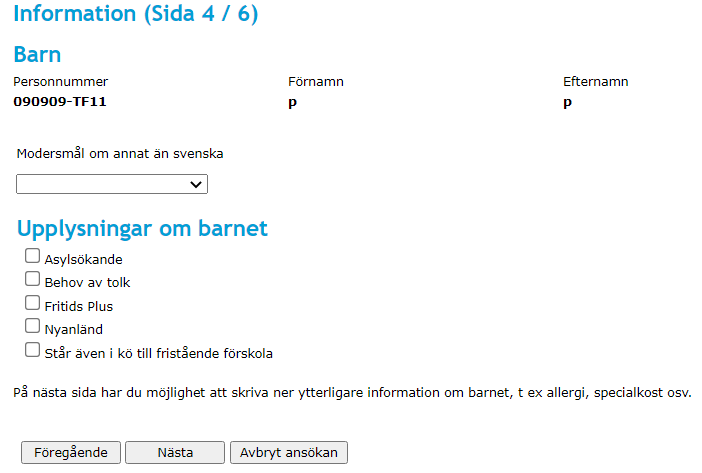 Information (Sida 4 / 6)
Barn
Personnummer Förnamn Efternamn
090909-TF11 p p
Modersmål om annat än svenska
Upplysningar om barnet
Asylsökande
Behov av tolk
Fritids Plus
Nyanländ
Står även i kö till fristående förskola
På nästa sida har du möjlighet att skriva ner ytterligare information om barnet, t ex allergi, specialkost osv.
Föregående Nästa Avbryt ansökan